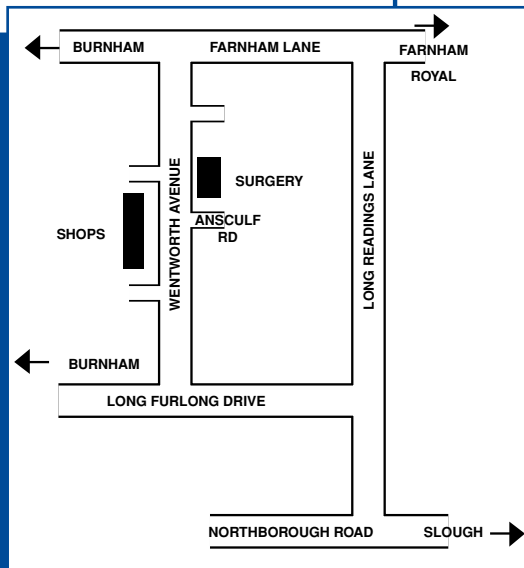 BURNHAM
FARNHAM LANE
FARNHAM
ROYAL
WENTWORTH AVENUE
LONG READINGS LANE
SURGERY
SHOPS
ANSCULF
RD
BURNHAM
LONG FURLONG DRIVE
NORTHBOROUGH ROAD
SLOUGH